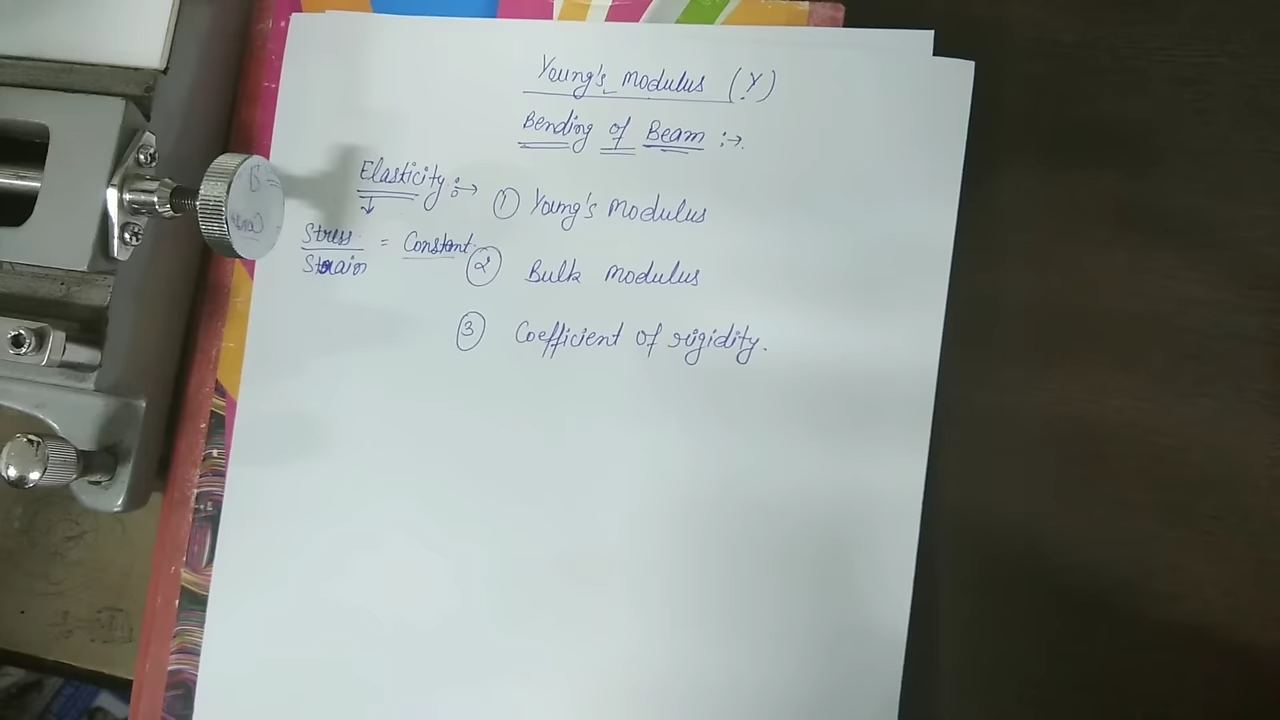 Young's modulus (Y)
Bending of Beam :→.
Elasticity :→ ① Young's modulus
↓
Stress
Strain
= Constant.
② Bulk modulus
③ Coefficient of rigidity.